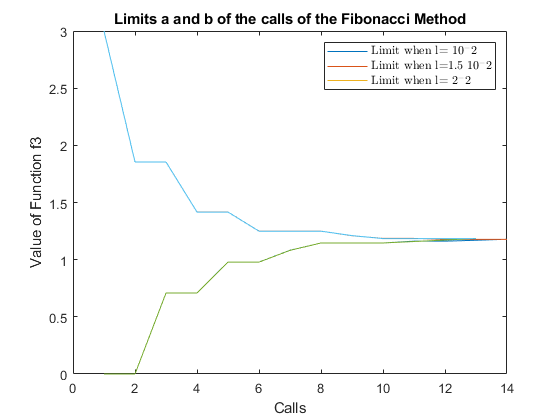 Limits a and b of the calls of the Fibonacci Method
Value of Function f3
3
2.5
2
1.5
1
0.5
0
Limit when l= 10⁻2
Limit when l=1.5 10⁻2
Limit when l= 2⁻2
0 2 4 6 8 10 12 14
Calls